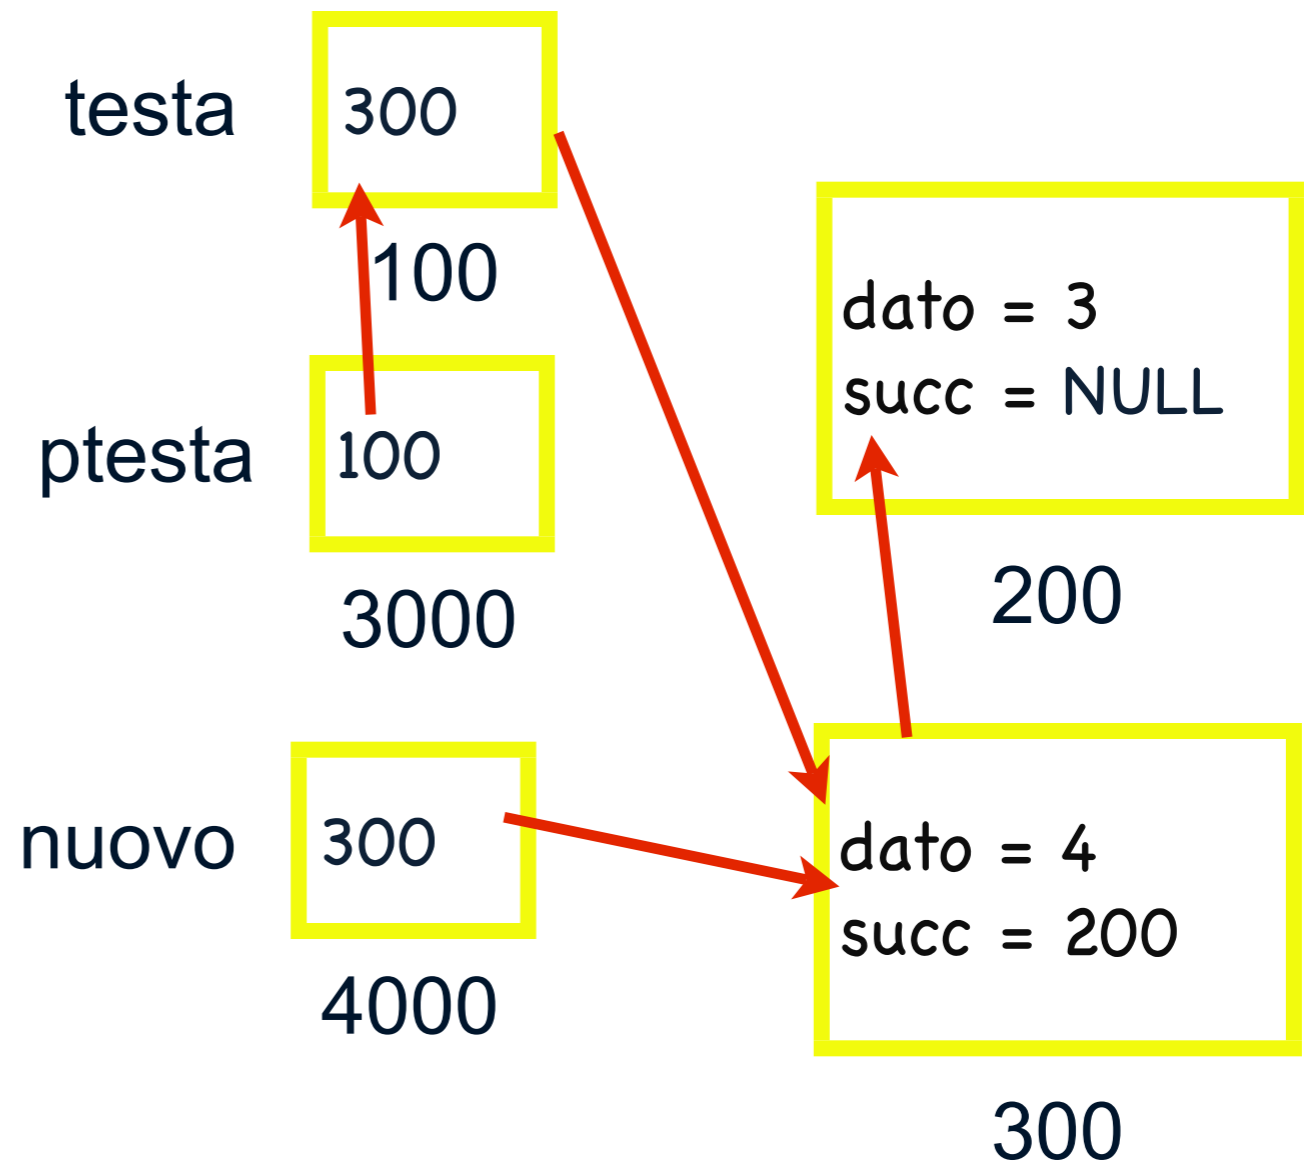 testa
300
100
ptesta
100
3000
nuovo
300
4000
dato = 3
succ = NULL
200
dato = 4
succ = 200
300